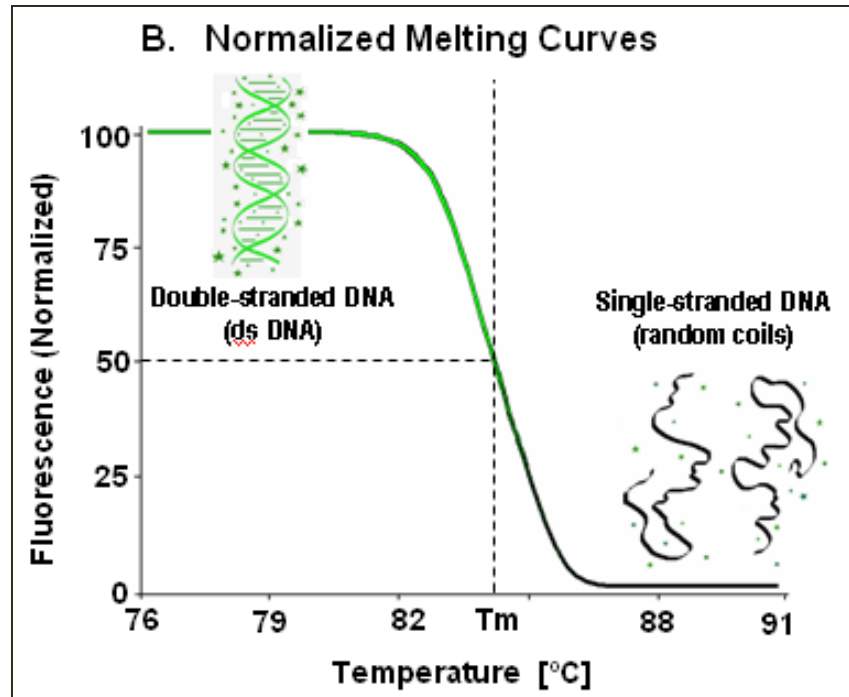 B. Normalized Melting Curves
100
75
50
25
0
Fluorescence (Normalized)
Double-stranded DNA
(ds DNA)
Single-stranded DNA
(random coils)
76 79 82 Tm 88 91
Temperature [°C]